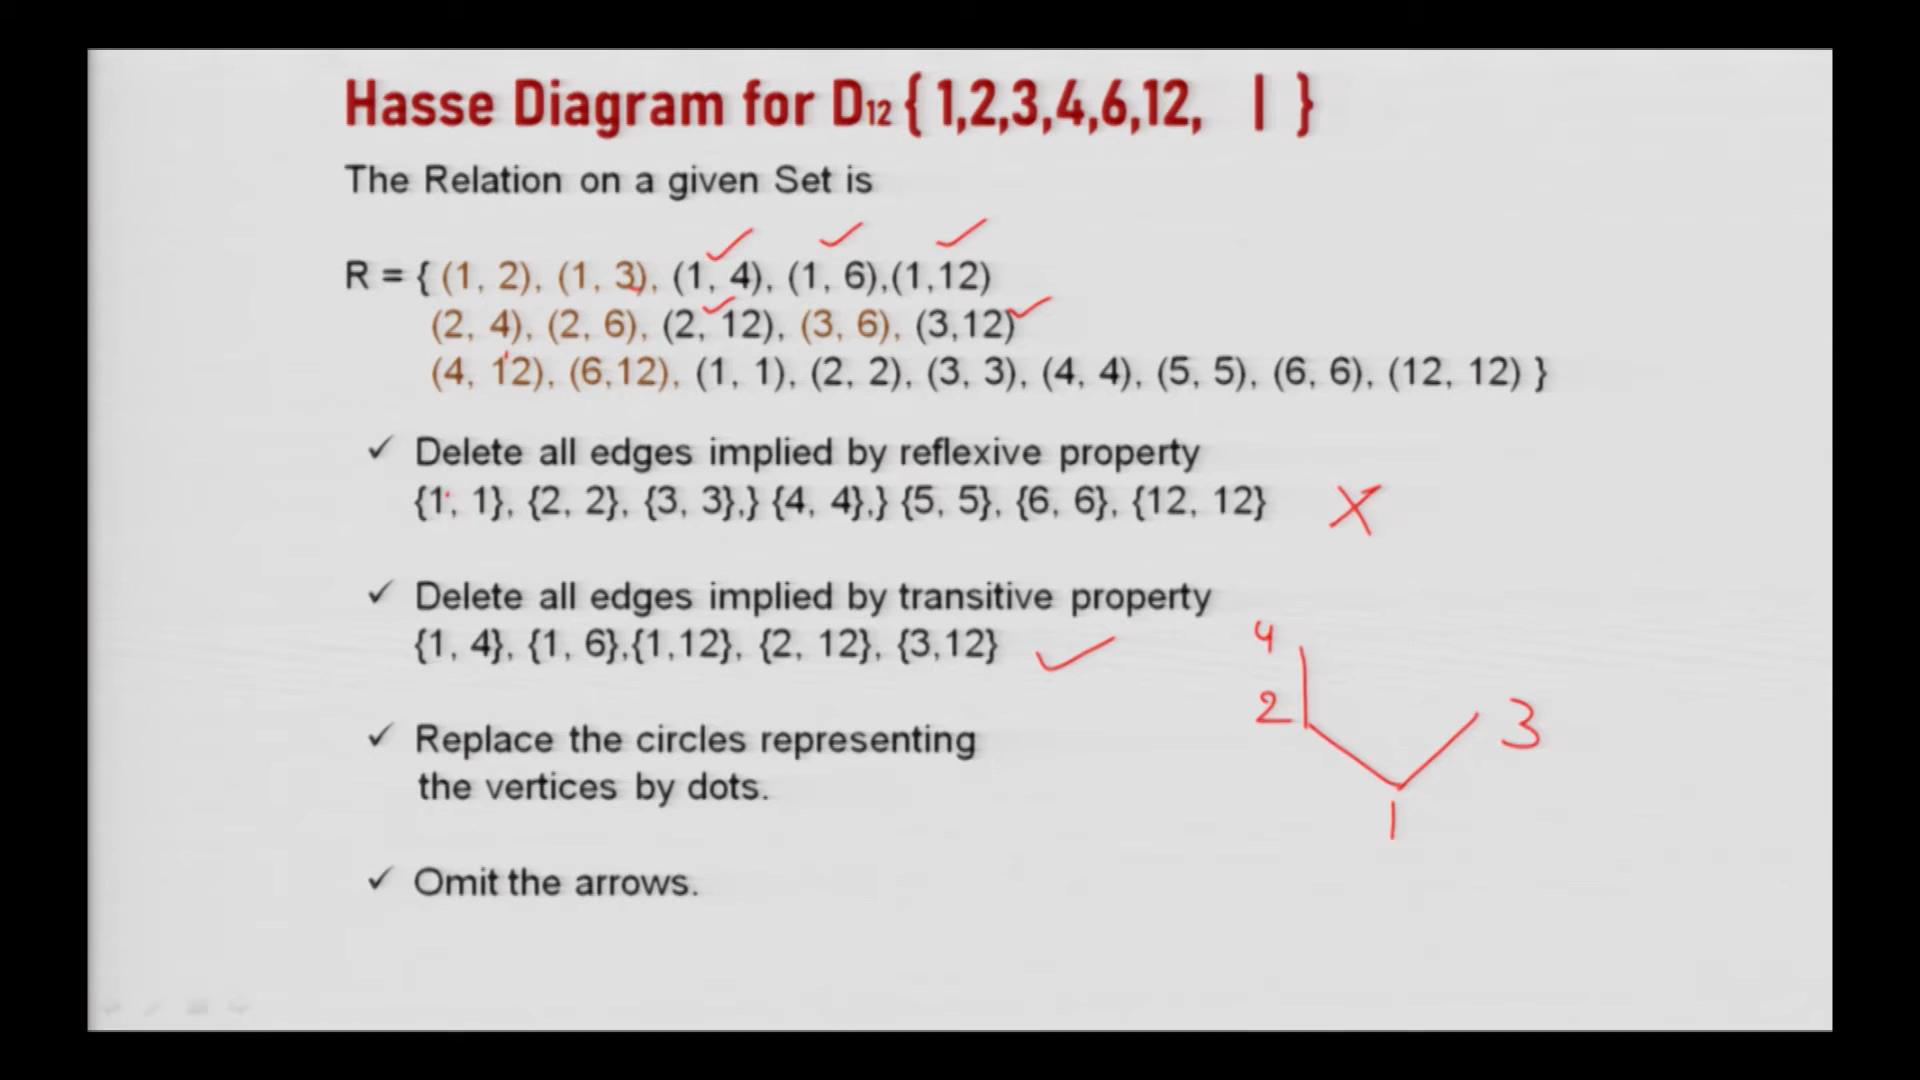 Hasse Diagram for D12 { 1,2,3,4,6,12, | }
The Relation on a given Set is
R = { (1, 2), (1, 3), (1, 4), (1, 6),(1,12)
(2, 4), (2, 6), (2, 12), (3, 6), (3,12)
(4, 12), (6,12), (1, 1), (2, 2), (3, 3), (4, 4), (5, 5), (6, 6), (12, 12) }
✓ Delete all edges implied by reflexive property
{1, 1}, {2, 2}, {3, 3},} {4, 4},} {5, 5}, {6, 6}, {12, 12}
✓ Delete all edges implied by transitive property
{1, 4}, {1, 6},{1,12}, {2, 12}, {3,12}
✓ Replace the circles representing
the vertices by dots.
✓ Omit the arrows.
4
2
3
1